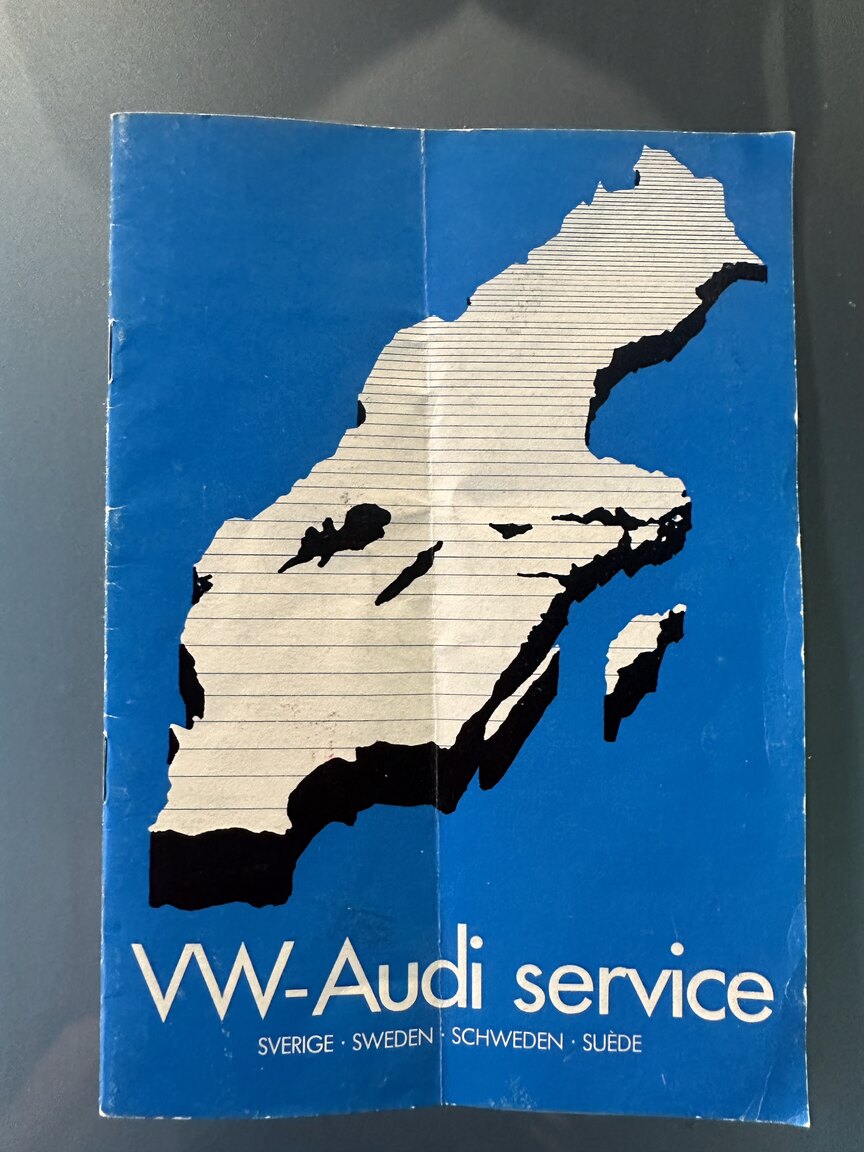 VW-Audi service
SVERIGE · SWEDEN · SCHWEDEN · SUÈDE